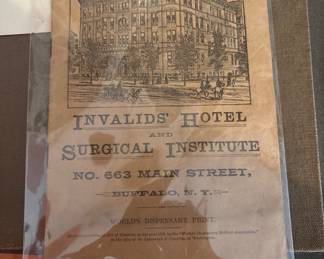 INVALIDS' HOTEL
AND
SURGICAL INSTITUTE
NO. 663 MAIN STREET,
BUFFALO, N. Y.
WORLD'S DISPENSARY PRINT.